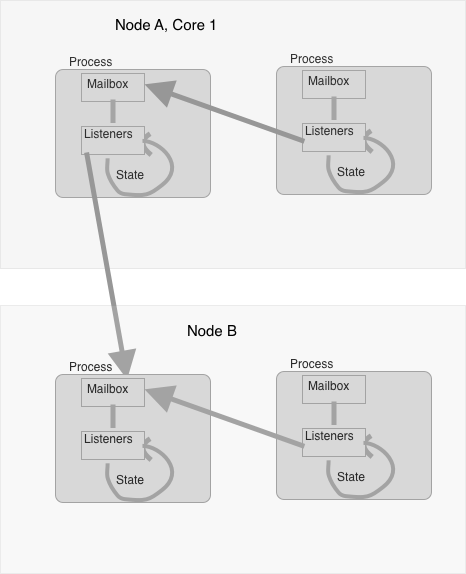 Node A, Core 1
Process
Process
Mailbox
Mailbox
Listeners
Listeners
State
State
Node B
Process
Process
Mailbox
Mailbox
Listeners
Listeners
State
State